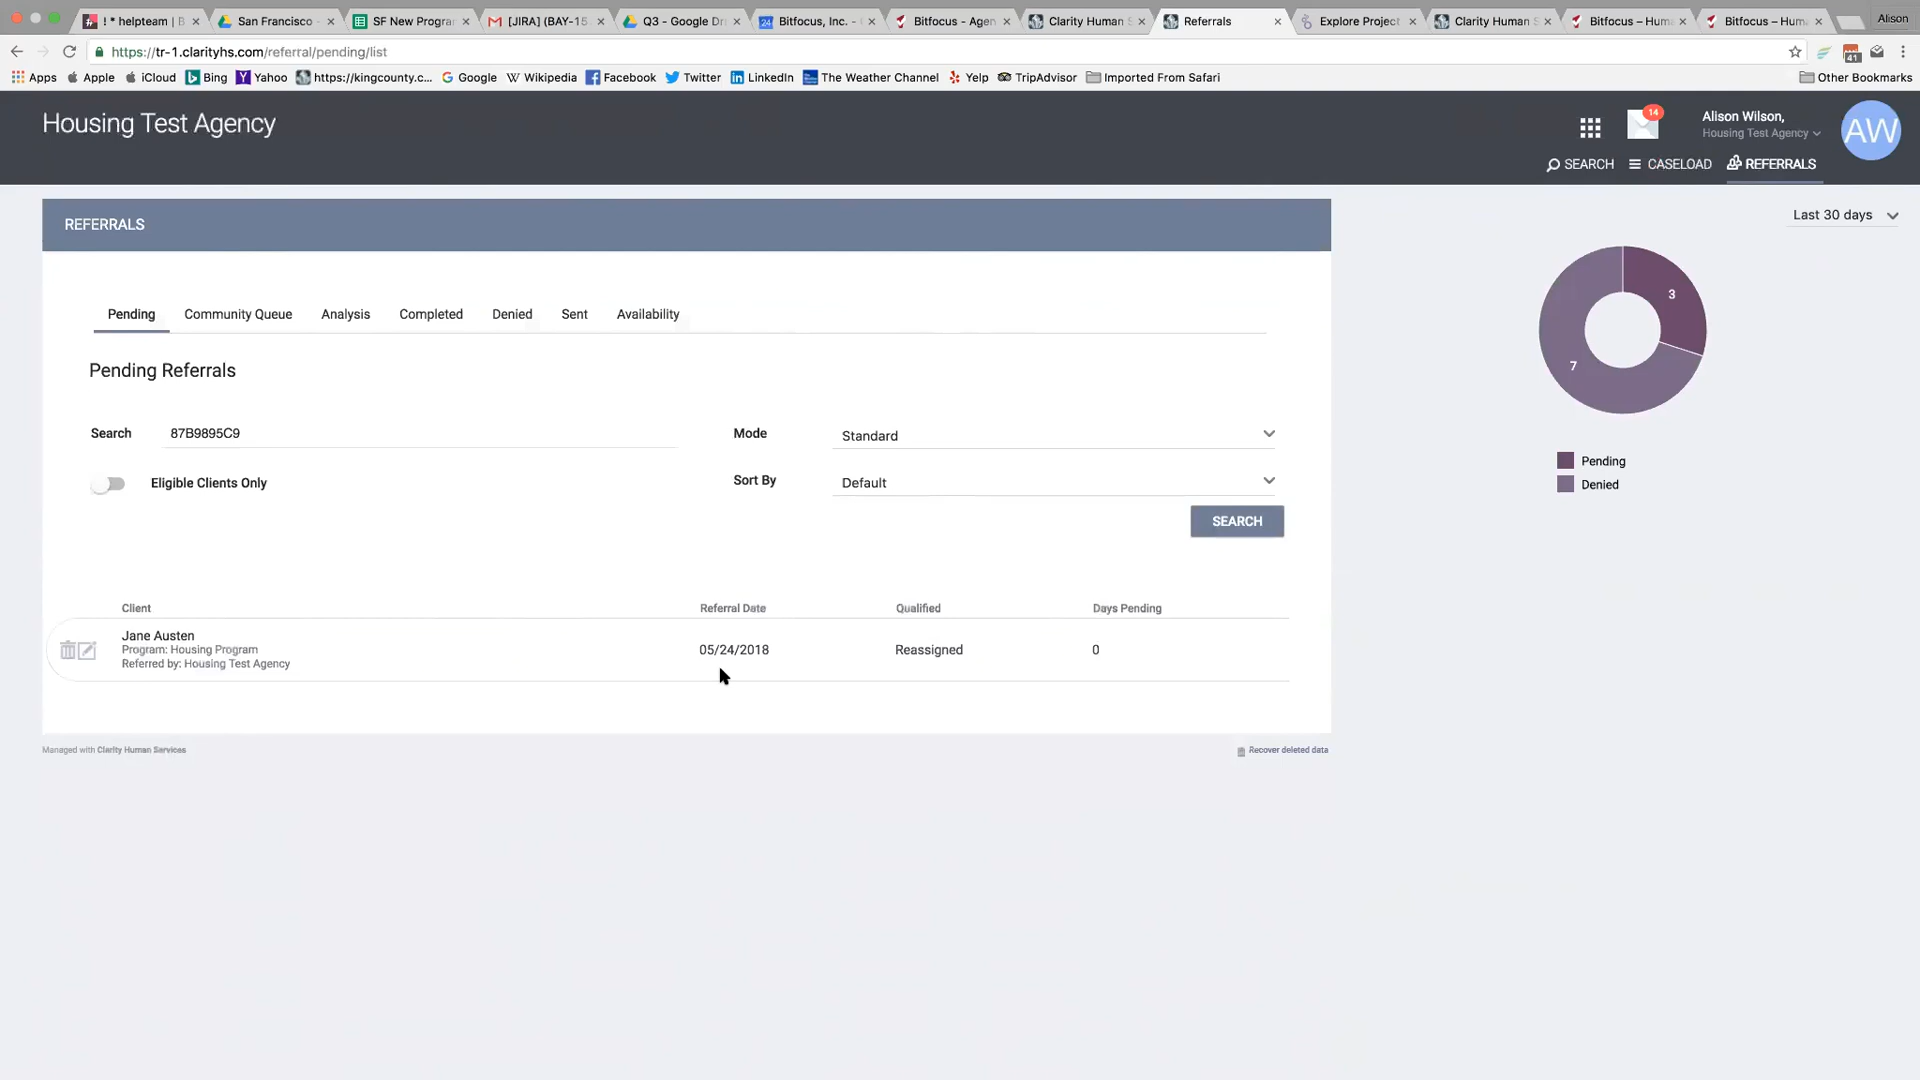 ! * helpteam | B
San Francisco -
SF New Progra
[JIRA] (BAY-15
Q3 - Google Dr
Bitfocus, Inc. - C
Bitfocus - Agen
Clarity Human S
Referrals
Explore Project
Clarity Human S
Bitfocus – Huma
Bitfocus – Huma
Alison
https://tr-1.clarityhs.com/referral/pending/list
41
Apps
Apple
iCloud
Bing
Yahoo
https://kingcounty.c...
Google
Wikipedia
Facebook
Twitter
LinkedIn
The Weather Channel
Yelp
TripAdvisor
Imported From Safari
Other Bookmarks
Housing Test Agency
14
Alison Wilson,
Housing Test Agency
AW
SEARCH
CASELOAD
REFERRALS
REFERRALS
Last 30 days
Pending
Community Queue
Analysis
Completed
Denied
Sent
Availability
3
7
Pending
Denied
Pending Referrals
Search
87B9895C9
Mode
Standard
Eligible Clients Only
Sort By
Default
SEARCH
Client
Referral Date
Qualified
Days Pending
Jane Austen
Program: Housing Program
Referred by: Housing Test Agency
05/24/2018
Reassigned
0
Managed with Clarity Human Services
Recover deleted data